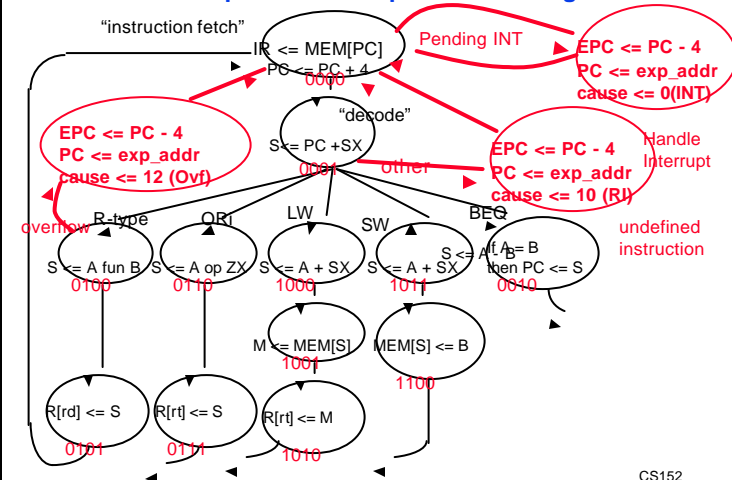 "instruction fetch"
IR <= MEM[PC]
PC <= PC + 4
0000
Pending INT
EPC <= PC - 4
PC <= exp_addr
cause <= 0(INT)
"decode"
S<= PC +SX
0001
other
EPC <= PC - 4
PC <= exp_addr
cause <= 12 (Ovf)
EPC <= PC - 4
PC <= exp_addr
cause <= 10 (RI)
Handle
Interrupt
undefined
instruction
overflow
R-type
ORi
LW
SW
BEQ
S <= A fun B
0100
S <= A op ZX
0110
S <= A + SX
1000
S <= A + SX
1011
S <= A - B
If A = B
then PC <= S
0010
M <= MEM[S]
1001
MEM[S] <= B
1100
R[rd] <= S
0101
R[rt] <= S
0111
R[rt] <= M
1010
CS152